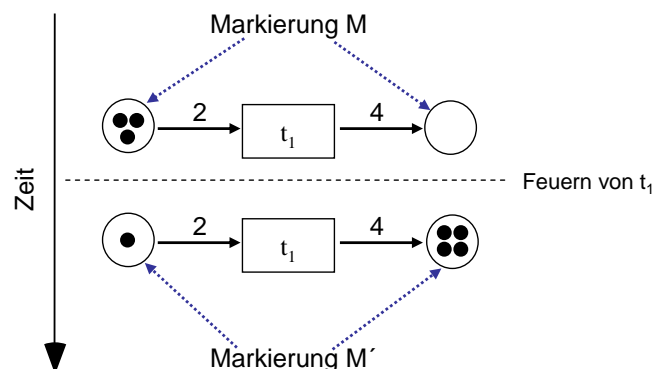 Markierung M
2
4
t1
Zeit
Feuern von t1
2
4
t1
Markierung M´